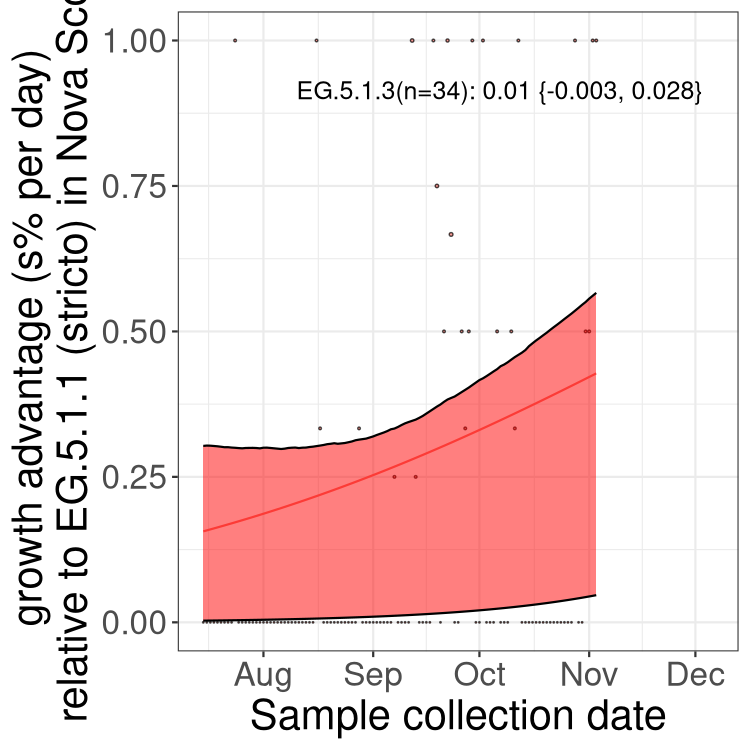 growth advantage (s% per day)
relative to EG.5.1.1 (stricto) in Nova Sco
1.00
0.75
0.50
0.25
0.00
EG.5.1.3(n=34): 0.01 {-0.003, 0.028}
Aug Sep Oct Nov Dec
Sample collection date